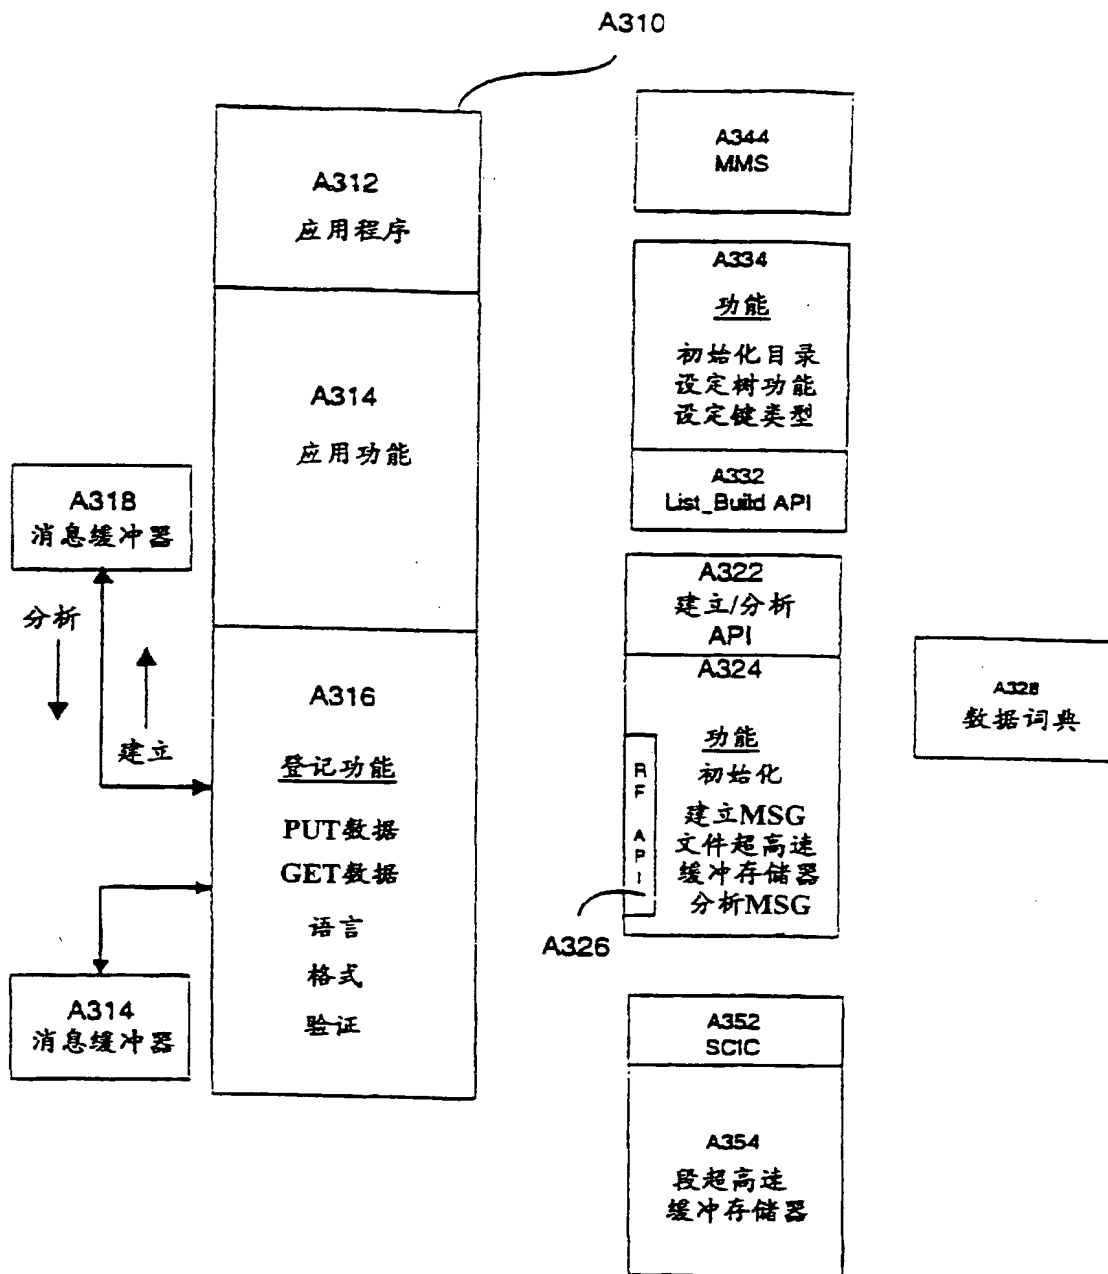 A310
A312
应用程序
A314
应用功能
A316
登记功能
PUT数据
GET数据
语言
格式
验证
A318
消息缓冲器
分析
建立
A314
消息缓冲器
A344
MMS
A334
功能
初始化目录
设定树功能
设定键类型
A332
List_Build API
A322
建立/分析
API
A324
功能
初始化
建立MSG
文件超高速
缓冲存储器
分析MSG
RF API
A326
A328
数据词典
A352
SCIC
A354
段超高速
缓冲存储器